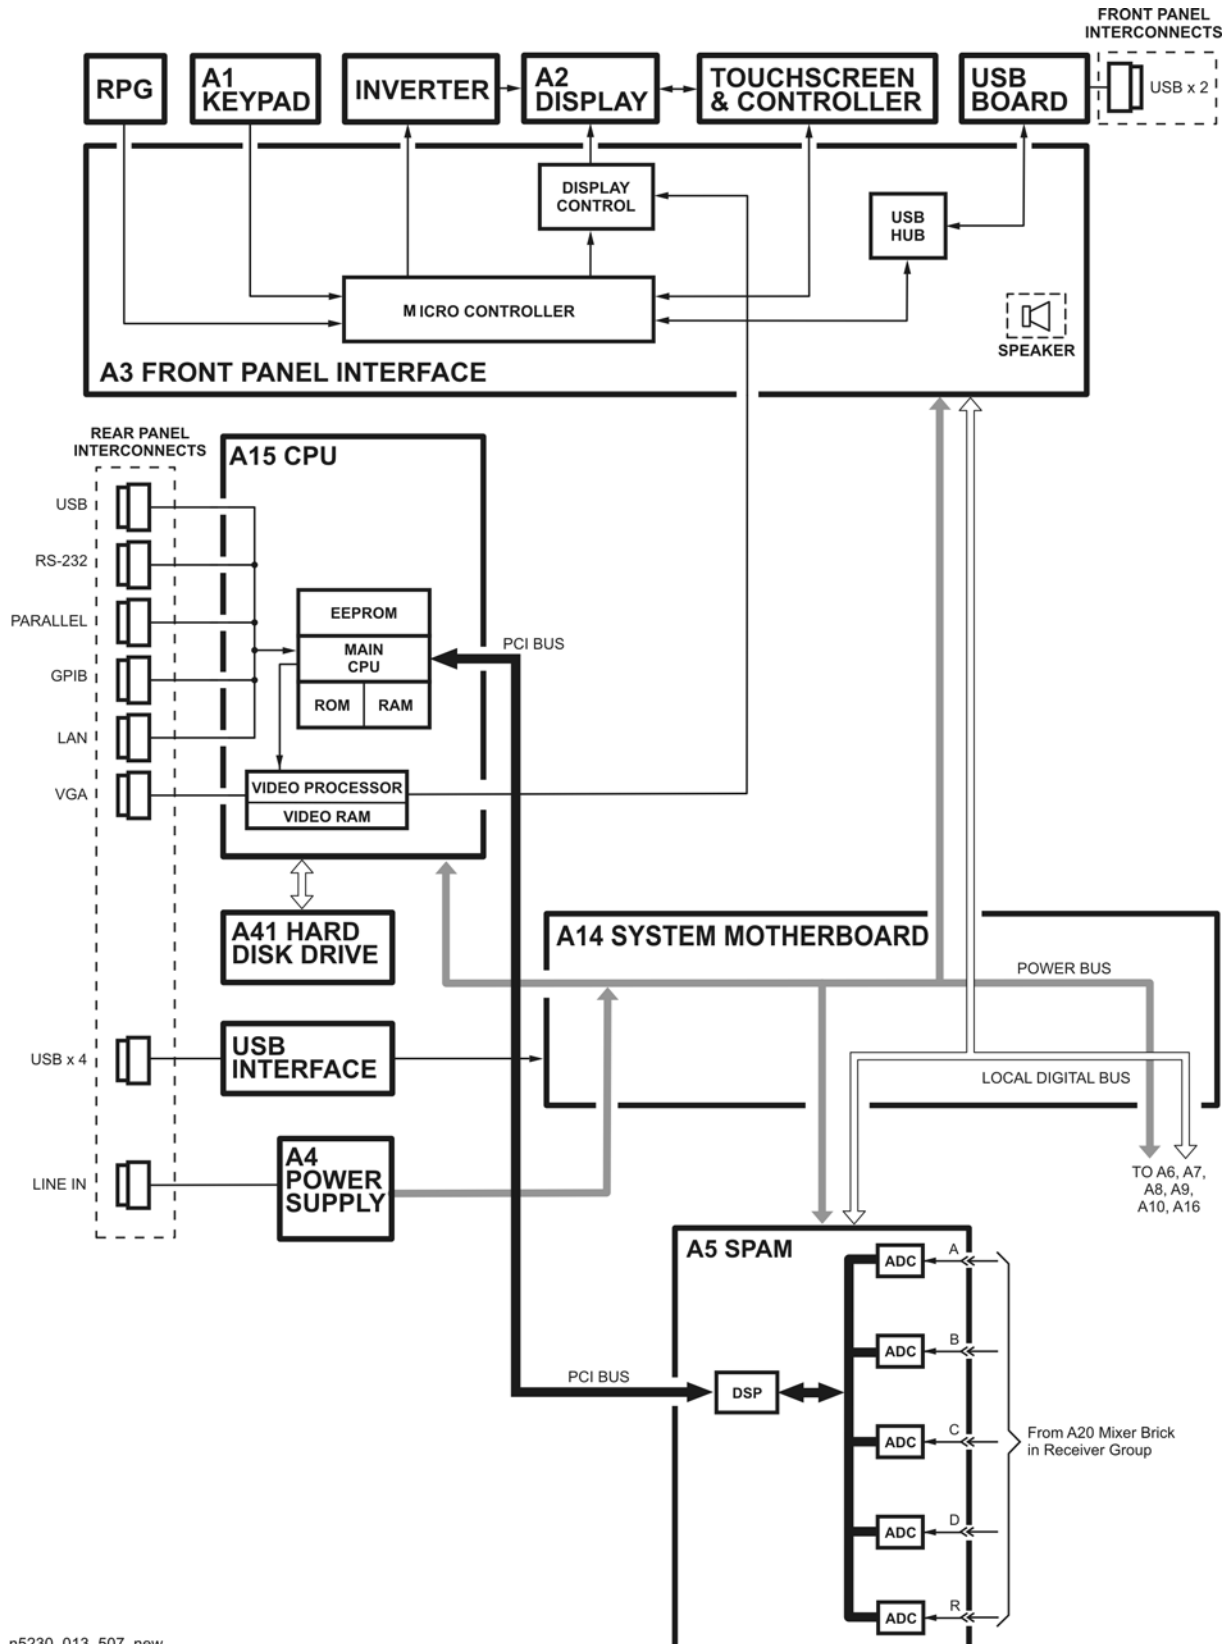 FRONT PANEL
INTERCONNECTS
RPG
A1
KEYPAD
INVERTER
A2
DISPLAY
TOUCHSCREEN
& CONTROLLER
USB
BOARD
USB x 2
DISPLAY
CONTROL
USB
HUB
MICRO CONTROLLER
SPEAKER
A3 FRONT PANEL INTERFACE
REAR PANEL
INTERCONNECTS
A15 CPU
USB
RS-232
PARALLEL
GPIB
LAN
VGA
EEPROM
MAIN
CPU
ROM
RAM
PCI BUS
VIDEO PROCESSOR
VIDEO RAM
A41 HARD
DISK DRIVE
A14 SYSTEM MOTHERBOARD
POWER BUS
USB x 4
USB
INTERFACE
LOCAL DIGITAL BUS
LINE IN
A4
POWER
SUPPLY
TO A6, A7,
A8, A9,
A10, A16
A5 SPAM
ADC
A
ADC
B
PCI BUS
DSP
ADC
C
From A20 Mixer Brick
in Receiver Group
ADC
D
ADC
R
n5230_013_507_new